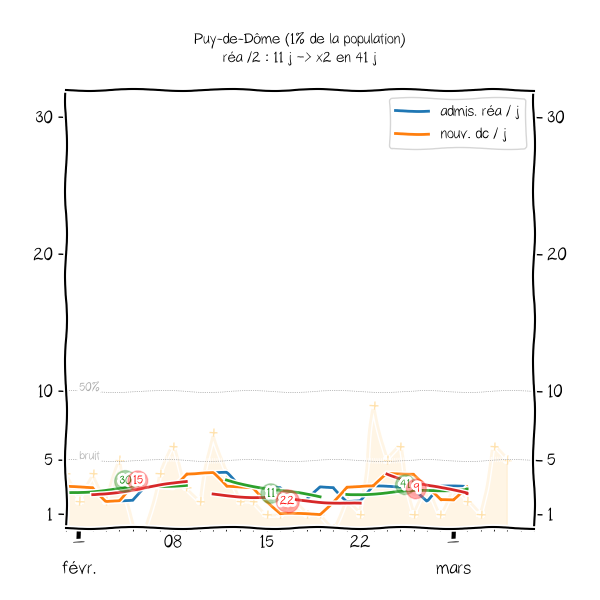 Puy-de-Dôme (1% de la population)
réa /2 : 11 j -> x2 en 41 j
admis. réa / j
nouv. dc / j
30
30
20
20
50%
10
10
bruit
5
5
30
15
11
22
41
9
1
1
08
15
22
févr.
mars